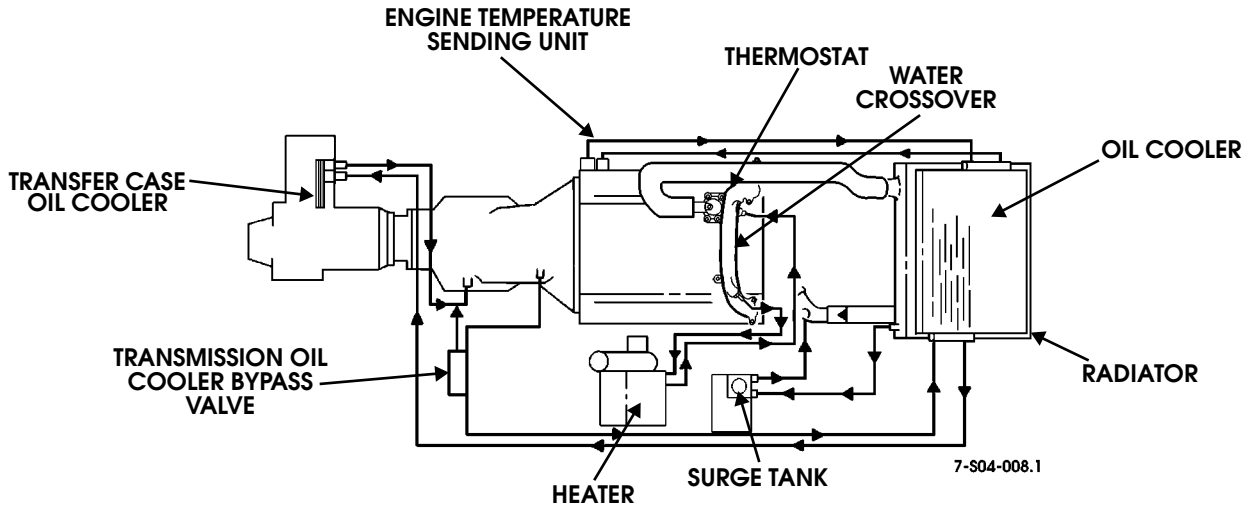 ENGINE TEMPERATURE
SENDING UNIT
THERMOSTAT
WATER
CROSSOVER
OIL COOLER
TRANSFER CASE
OIL COOLER
TRANSMISSION OIL
COOLER BYPASS
VALVE
RADIATOR
HEATER
SURGE TANK
7-S04-008.1